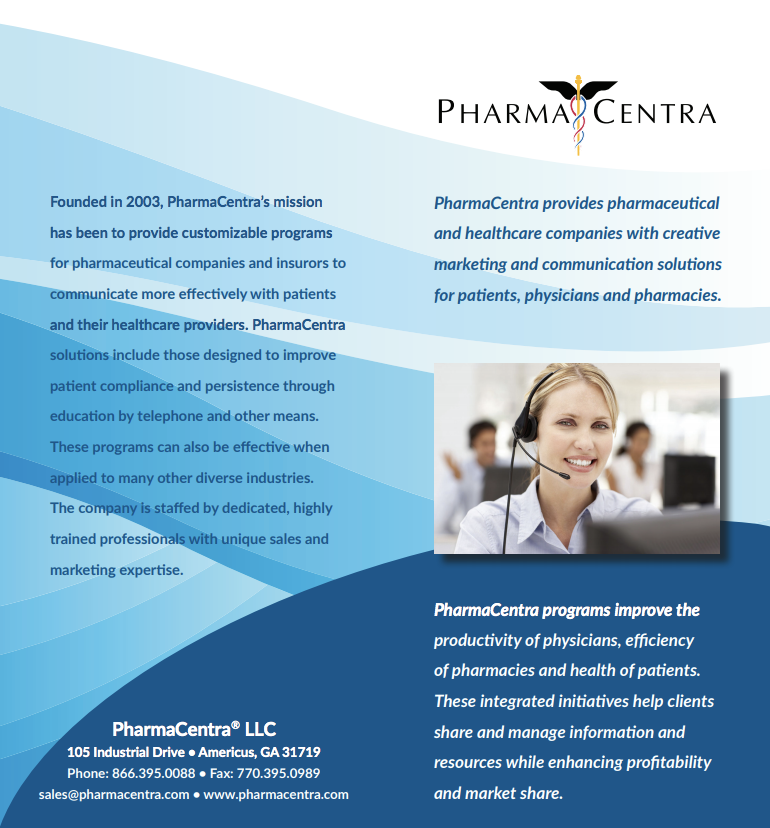 PHARMACENTRA
Founded in 2003, PharmaCentra’s mission
has been to provide customizable programs
for pharmaceutical companies and insurors to
communicate more effectively with patients
and their healthcare providers. PharmaCentra
solutions include those designed to improve
patient compliance and persistence through
education by telephone and other means.
These programs can also be effective when
applied to many other diverse industries.
The company is staffed by dedicated, highly
trained professionals with unique sales and
marketing expertise.
PharmaCentra® LLC
105 Industrial Drive • Americus, GA 31719
Phone: 866.395.0088 • Fax: 770.395.0989
sales@pharmacentra.com • www.pharmacentra.com
PharmaCentra provides pharmaceutical
and healthcare companies with creative
marketing and communication solutions
for patients, physicians and pharmacies.
PharmaCentra programs improve the
productivity of physicians, efficiency
of pharmacies and health of patients.
These integrated initiatives help clients
share and manage information and
resources while enhancing profitability
and market share.